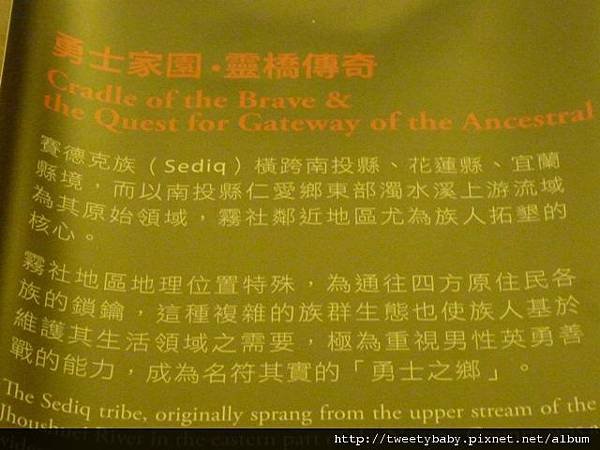 勇士家園・靈橋傳奇
Cradle of the Brave &
the Quest for Gateway of the Ancestral
賽德克族（Sediq）橫跨南投縣、花蓮縣、宜蘭
縣境，而以南投縣仁愛鄉東部濁水溪上游流域
為其原始領域，霧社鄰近地區尤為族人拓墾的
核心。
霧社地區地理位置特殊，為通往四方原住民各
族的鎖鑰，這種複雜的族群生態也使族人基於
維護其生活領域之需要，極為重視男性英勇善
戰的能力，成為名符其實的「勇士之鄉」。
The Sediq tribe, originally sprang from the upper stream of the
River in the eastern part
http://tweetybaby.pixnet.net/album